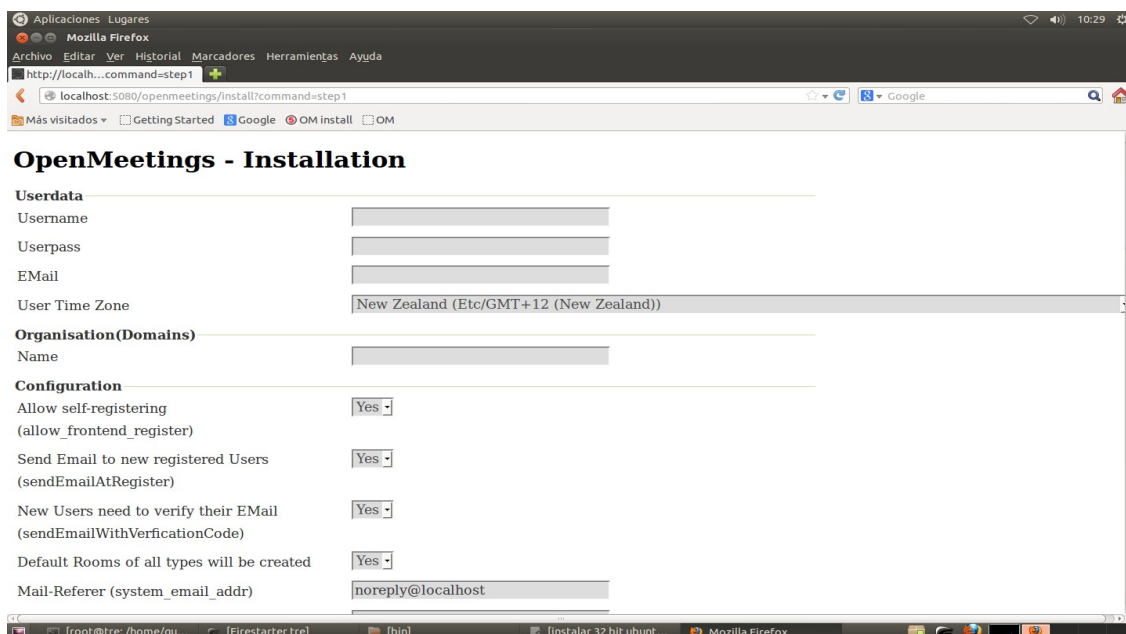 Aplicaciones Lugares 10:29
Mozilla Firefox
Archivo Editar Ver Historial Marcadores Herramientas Ayuda
http://localh...command=step1
localhost:5080/openmeetings/install?command=step1 Google
Más visitados Getting Started Google OM install OM
OpenMeetings - Installation
Userdata
Username
Userpass
EMail
User Time Zone New Zealand (Etc/GMT+12 (New Zealand))
Organisation(Domains)
Name
Configuration
Allow self-registering Yes
(allow_frontend_register)
Send Email to new registered Users Yes
(sendEmailAtRegister)
New Users need to verify their EMail Yes
(sendEmailWithVerficationCode)
Default Rooms of all types will be created Yes
Mail-Referer (system_email_addr) noreply@localhost
[root@tre: /home/gu... [Firestarter tre] [bin] [instalar 32 bit ubunt... Mozilla Firefox